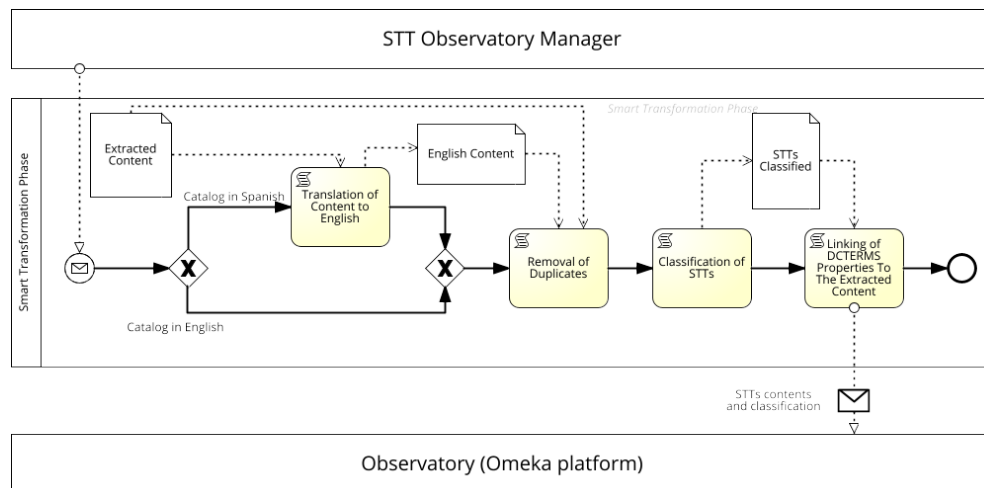 STT Observatory Manager
Smart Transformation Phase
Smart Transformation Phase
Extracted
Content
English Content
STTs
Classified
Catalog in Spanish
Translation of
Content to
English
Removal of
Duplicates
Classification of
STTs
Linking of
DCTERMS
Properties To
The Extracted
Content
Catalog in English
STTs contents
and classification
Observatory (Omeka platform)